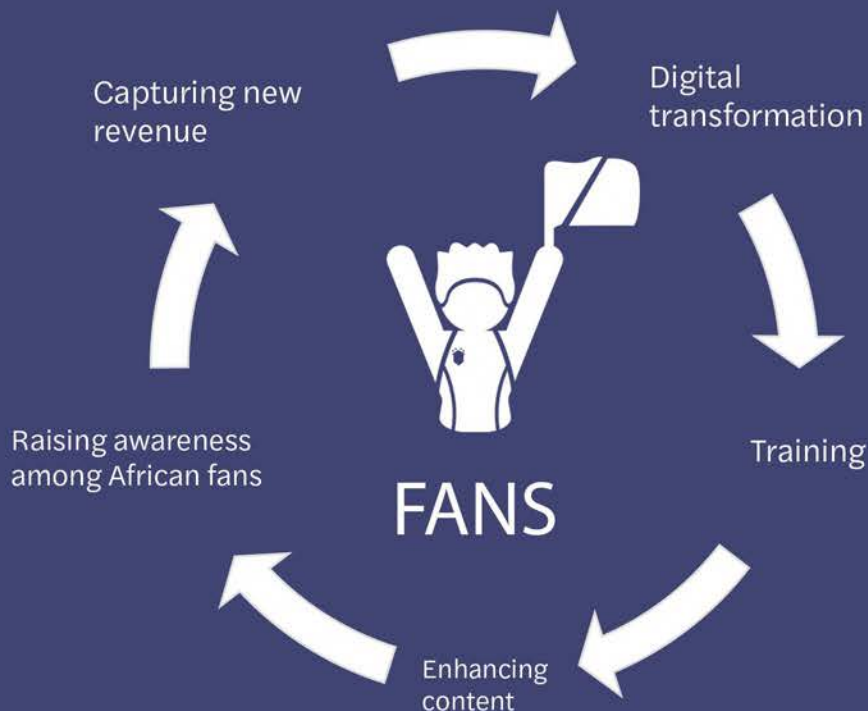 Capturing new
revenue
Digital
transformation
Training
Enhancing
content
Raising awareness
among African fans
FANS